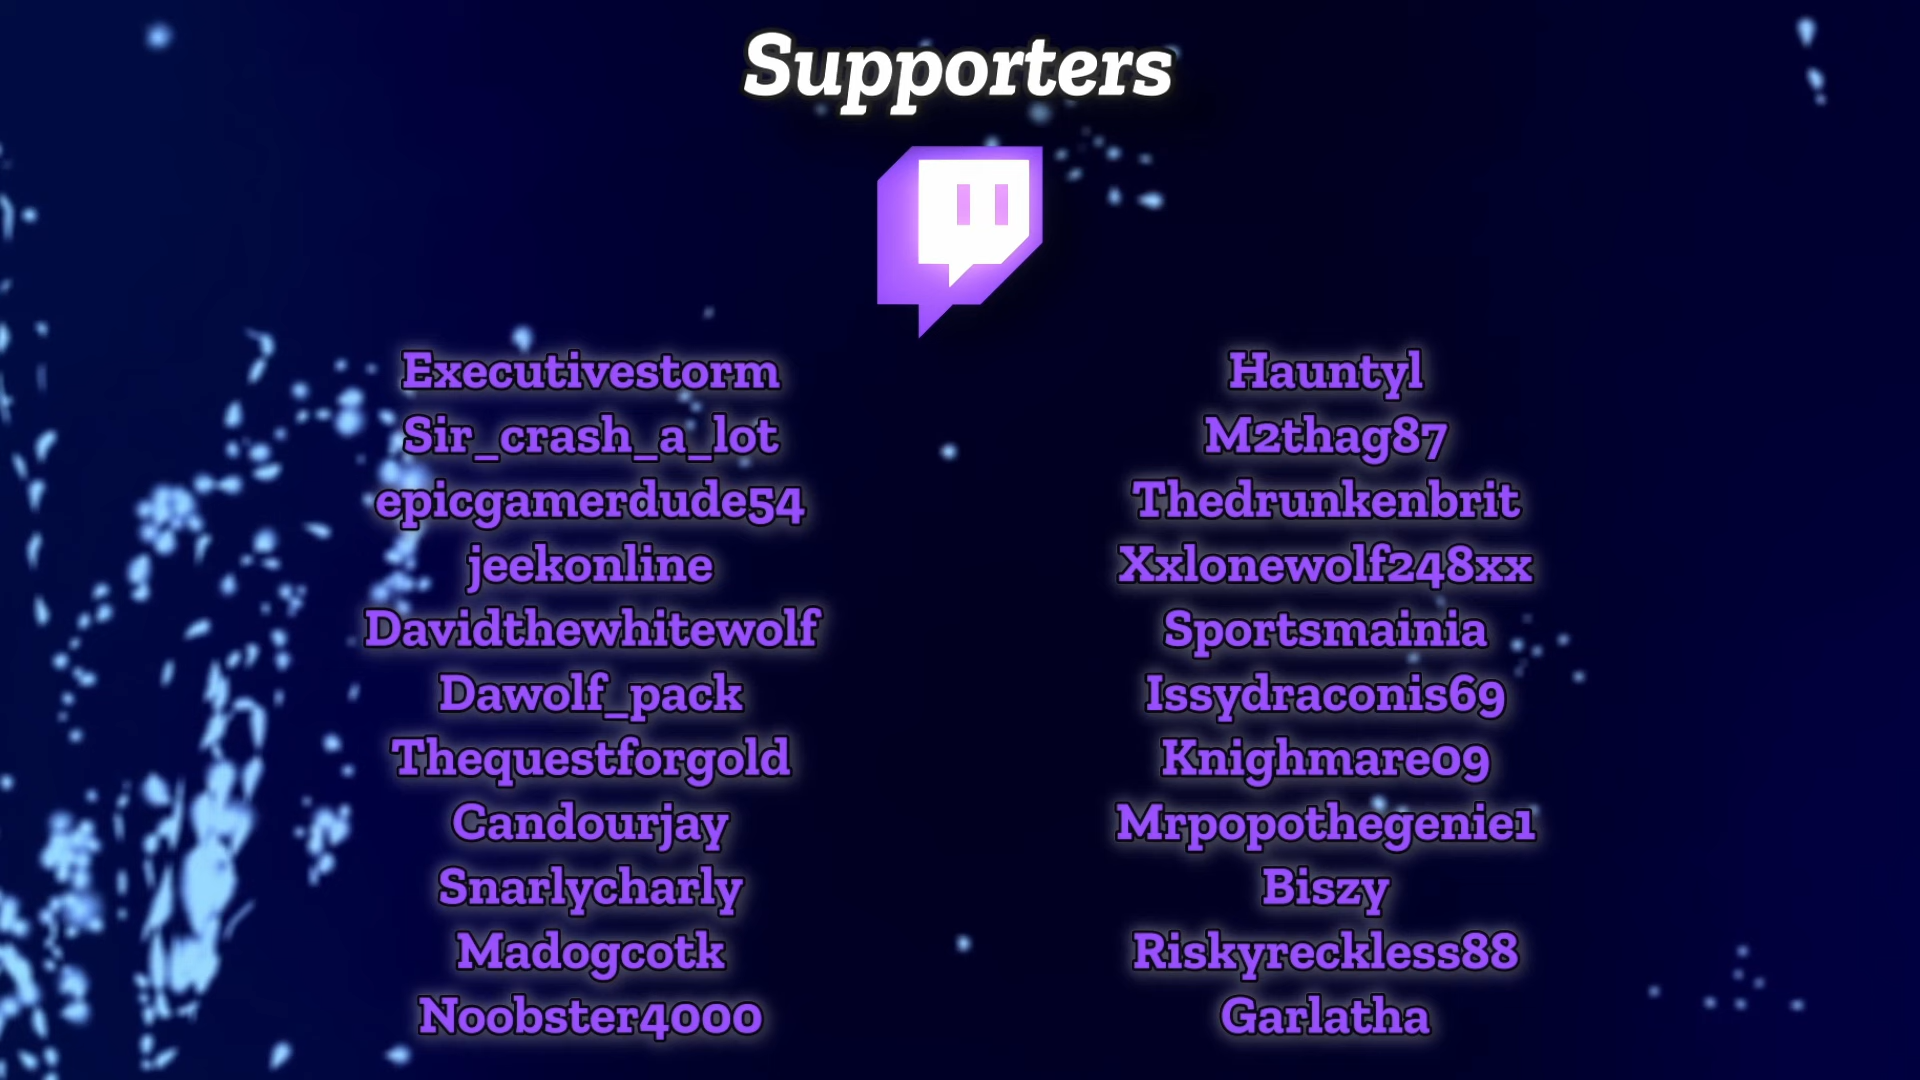 Supporters
Executivestorm
Sir_crash_a_lot
epicgamerdude54
jeekonline
Davidthewhitewolf
Dawolf_pack
Thequestforgold
Candourjay
Snarlycharly
Madogcotk
Noobster4000
Hauntyl
M2thag87
Thedrunkenbrit
Xxlonewolf248xx
Sportsmainia
Issydraconis69
Knighmare09
Mrpopothegenie1
Biszy
Riskyreckless88
Garlatha